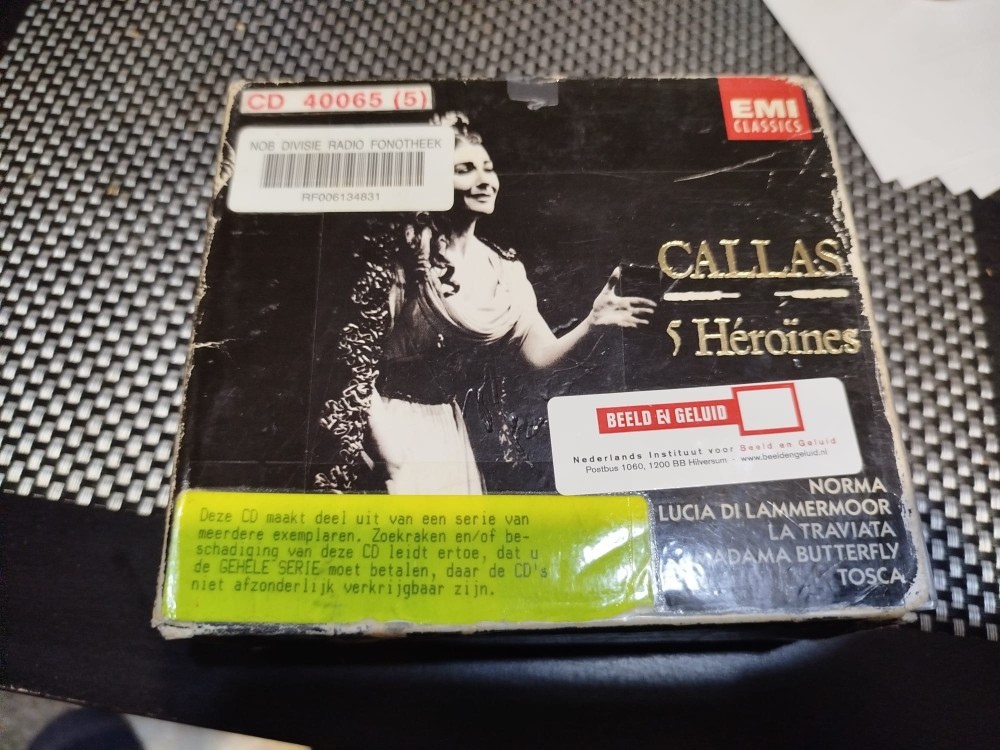 CD 40065 (5)
EMI
CLASSICS
NOB DIVISIE RADIO FONOTHEEK
RF006134831
CALLAS
5 Héroïnes
BEELD EN GELUID
Nederlands Instituut voor Beeld en Geluid
Postbus 1060, 1200 BB Hilversum - www.beeldengeluid.nl
NORMA
LUCIA DI LAMMERMOOR
LA TRAVIATA
ADAMA BUTTERFLY
TOSCA
Deze CD maakt deel uit van een serie van
meerdere exemplaren. Zoekraken en/of be-
schadiging van deze CD leidt ertoe, dat u
de GEHELE SERIE moet betalen, daar de CD's
niet afzonderlijk verkrijgbaar zijn.